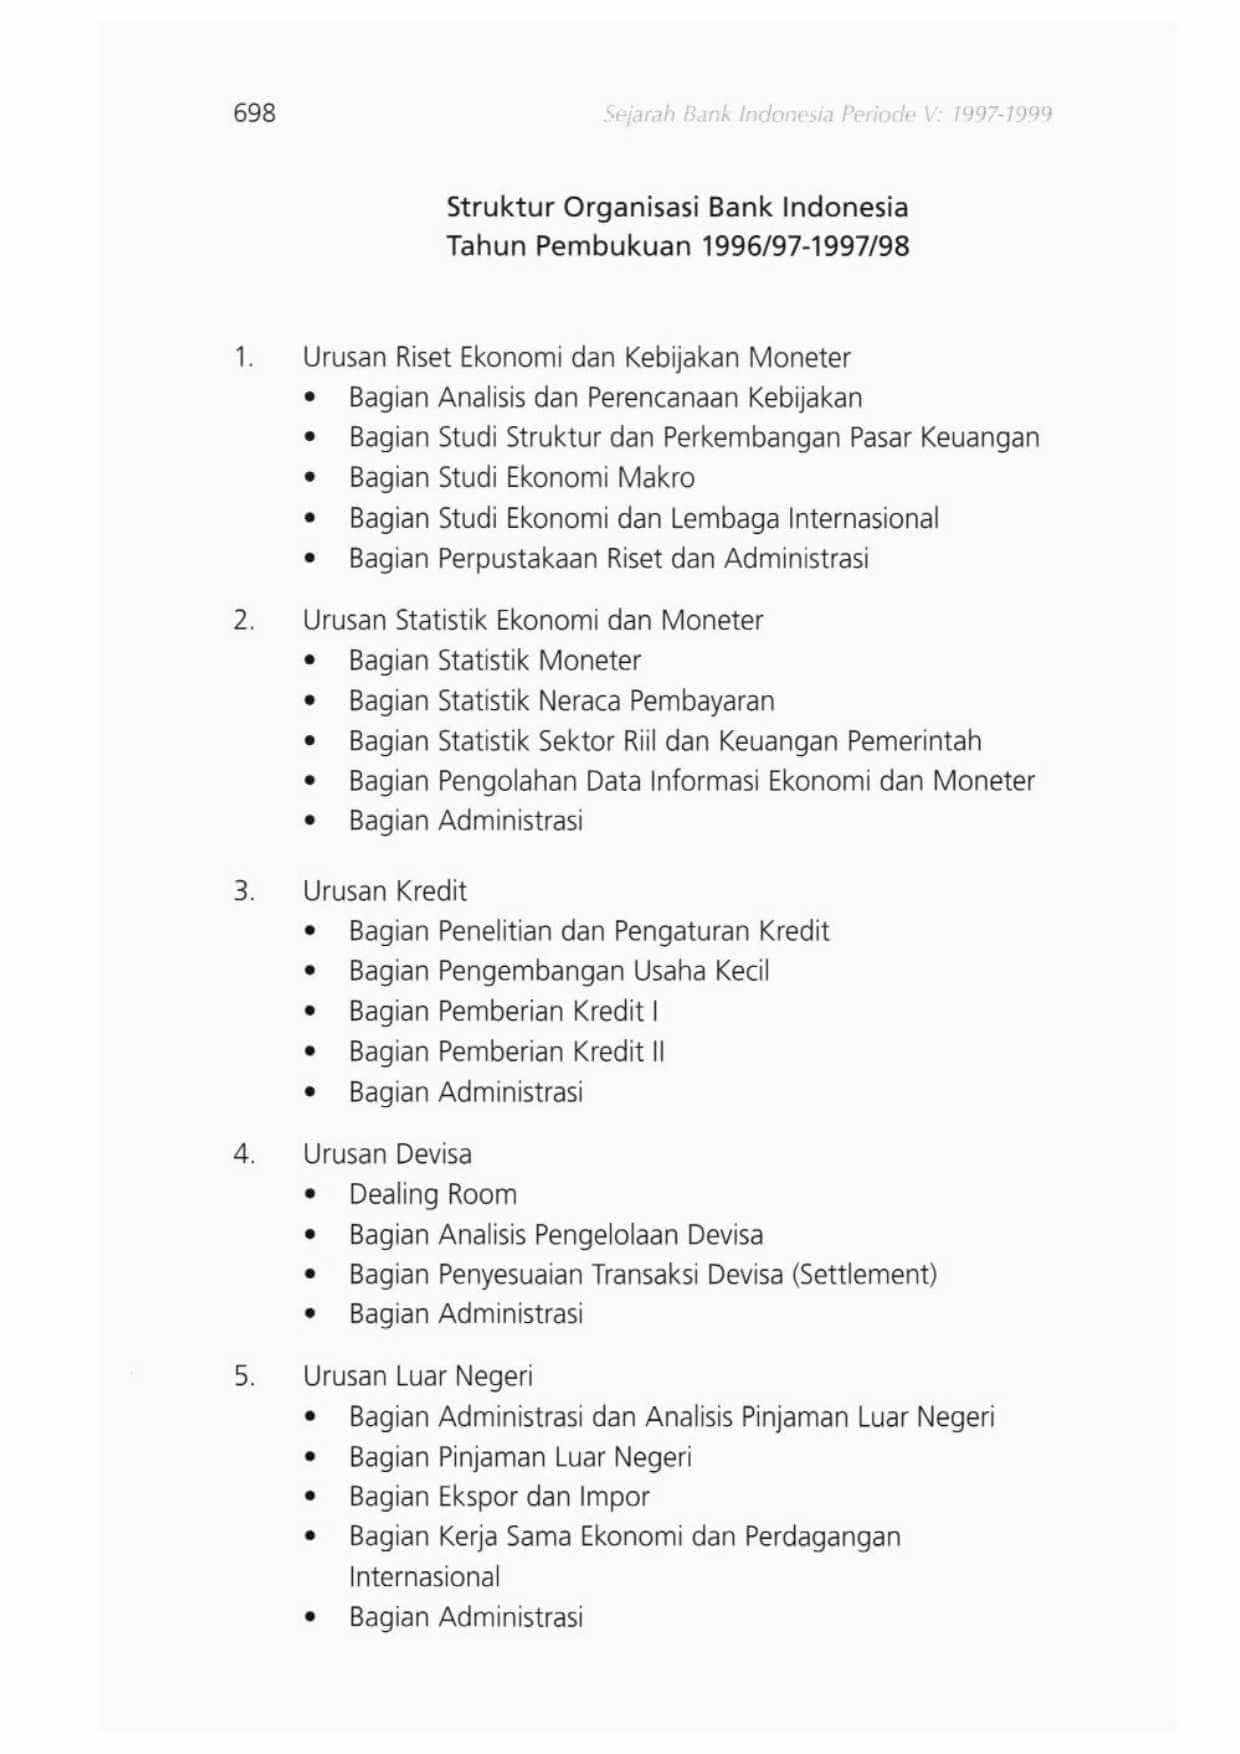 698
Sejarah Bank Indonesia Periode V: 1997-1999
Struktur Organisasi Bank Indonesia
Tahun Pembukuan 1996/97-1997/98
1. Urusan Riset Ekonomi dan Kebijakan Moneter
• Bagian Analisis dan Perencanaan Kebijakan
• Bagian Studi Struktur dan Perkembangan Pasar Keuangan
• Bagian Studi Ekonomi Makro
• Bagian Studi Ekonomi dan Lembaga Internasional
• Bagian Perpustakaan Riset dan Administrasi
2. Urusan Statistik Ekonomi dan Moneter
• Bagian Statistik Moneter
• Bagian Statistik Neraca Pembayaran
• Bagian Statistik Sektor Riil dan Keuangan Pemerintah
• Bagian Pengolahan Data Informasi Ekonomi dan Moneter
• Bagian Administrasi
3. Urusan Kredit
• Bagian Penelitian dan Pengaturan Kredit
• Bagian Pengembangan Usaha Kecil
• Bagian Pemberian Kredit I
• Bagian Pemberian Kredit II
• Bagian Administrasi
4. Urusan Devisa
• Dealing Room
• Bagian Analisis Pengelolaan Devisa
• Bagian Penyesuaian Transaksi Devisa (Settlement)
• Bagian Administrasi
5. Urusan Luar Negeri
• Bagian Administrasi dan Analisis Pinjaman Luar Negeri
• Bagian Pinjaman Luar Negeri
• Bagian Ekspor dan Impor
• Bagian Kerja Sama Ekonomi dan Perdagangan
Internasional
• Bagian Administrasi